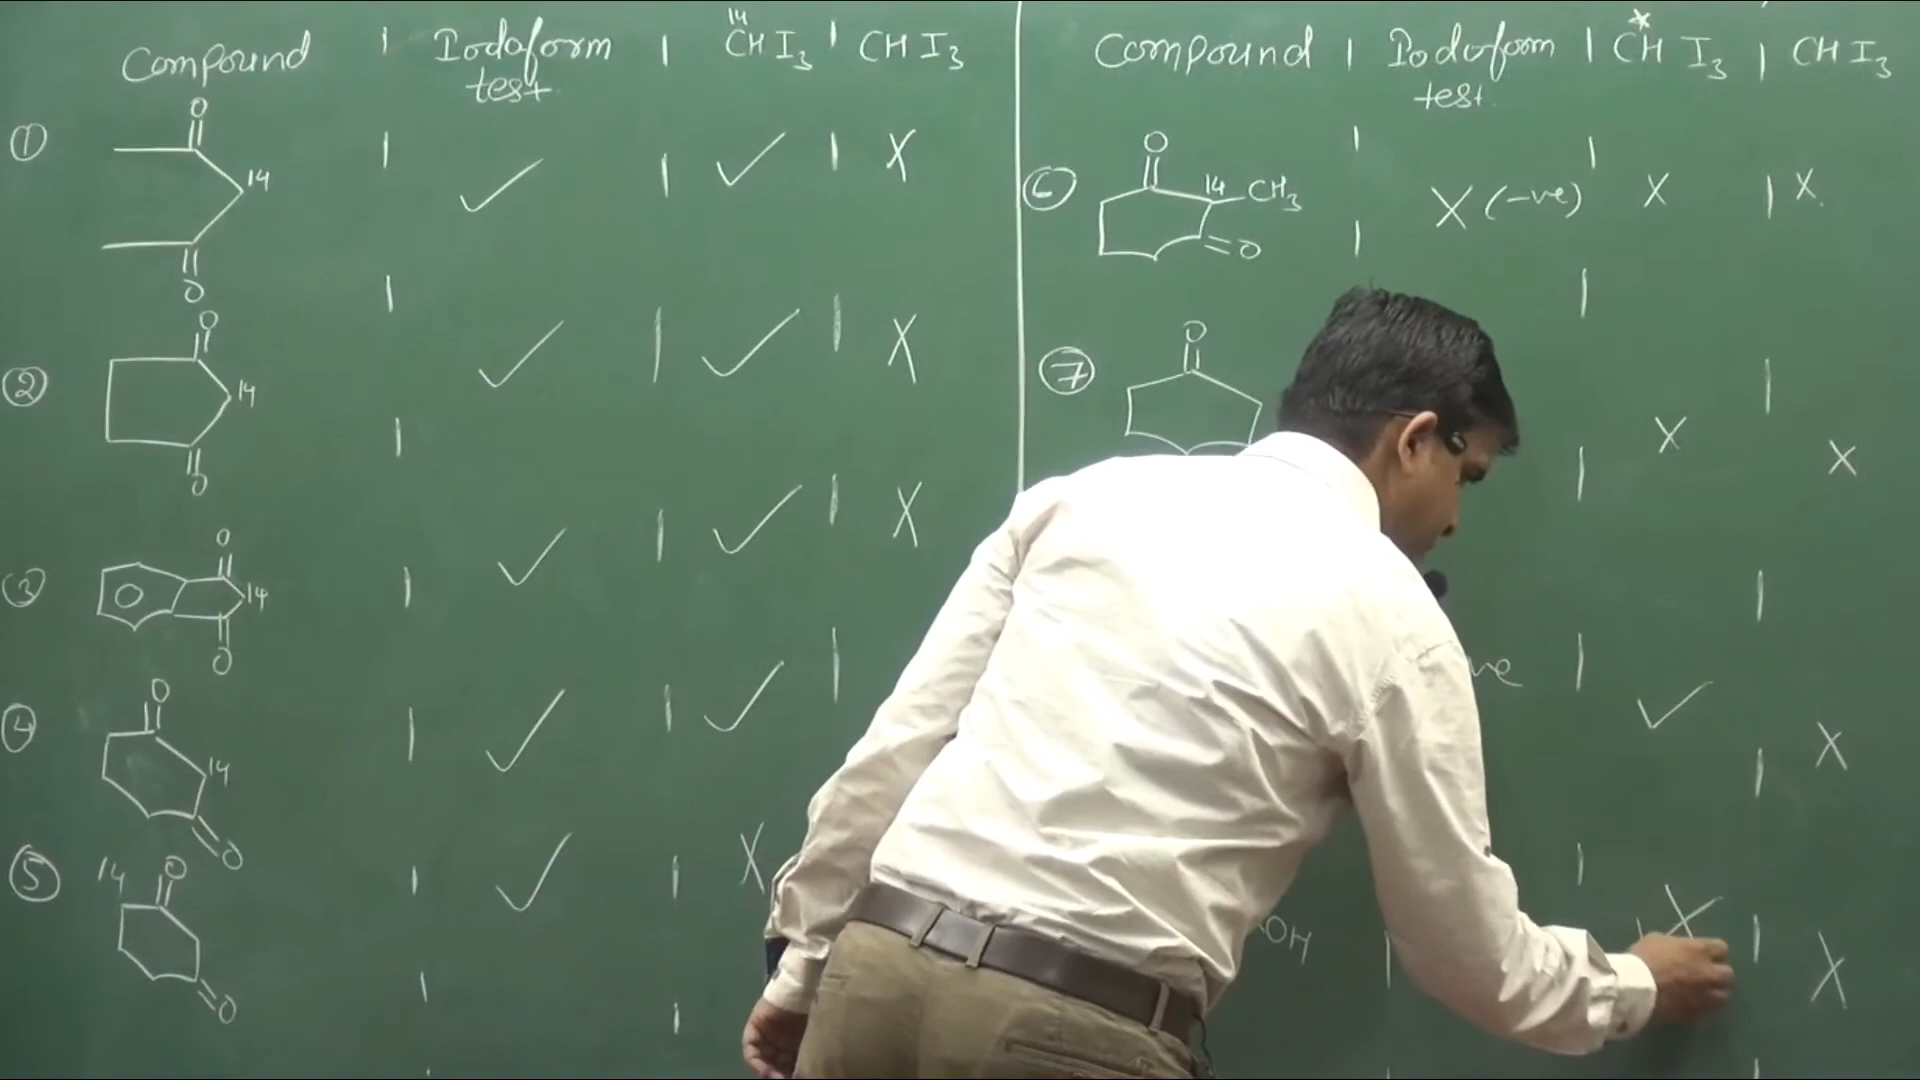 Compound | Iodoform test | 14CHI3 | CHI3
① O 14 O | ✓ | ✓ | X
② O 14 O | ✓ | ✓ | X
③ O 14 O | ✓ | ✓ | X
④ O 14 O | ✓ | ✓ |
⑤ 14 O O | ✓ | X
Compound | Iodoform test | *CHI3 | CHI3
⑥ O 14 CH3 O | X (-ve) | X | X
⑦ O | X | X
ve | ✓ | X
OH | X | X